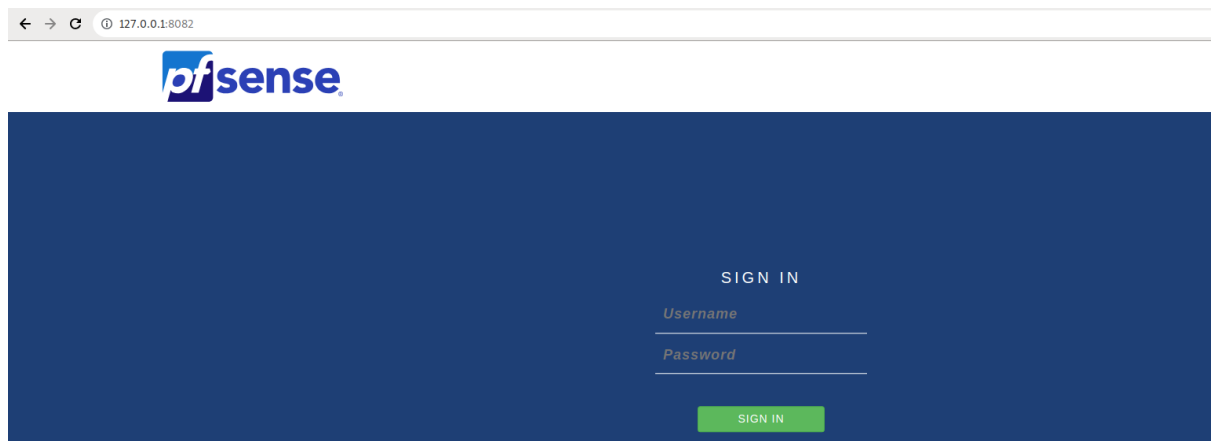 127.0.0.1:8082
pfsense®
SIGN IN
Username
Password
SIGN IN